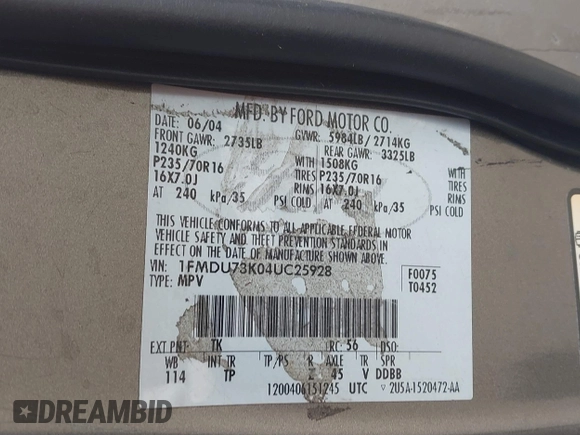 MFD. BY FORD MOTOR CO.
DATE: 06/04 GVWR: 5984LB/ 2714KG
FRONT GAWR: 2735LB REAR GAWR: 3325LB
1240KG 1508KG WITH
P235/70R16 WITH TIRES P235/70R16 TIRES
16X7.0J RIMS 16X7.0J RIMS
AT 240 kPa/35 PSI COLD AT 240 kPa/35 PSI COLD
THIS VEHICLE CONFORMS TO ALL APPLICABLE FEDERAL MOTOR
VEHICLE SAFETY AND THEFT PREVENTION STANDARDS IN
EFFECT ON THE DATE OF MANUFACTURE SHOWN ABOVE.
VIN: 1FMDU73K04UC25928 F0075
TYPE: MPV T0452
EXT PNT: TK RC: 56 DSO:
WB INT TR TP/PS R AXLE TR SPR
114 TP 2 45 V DDBB
1200406151245 UTC ▽ 2U5A-1520472-AA
DREAMBID